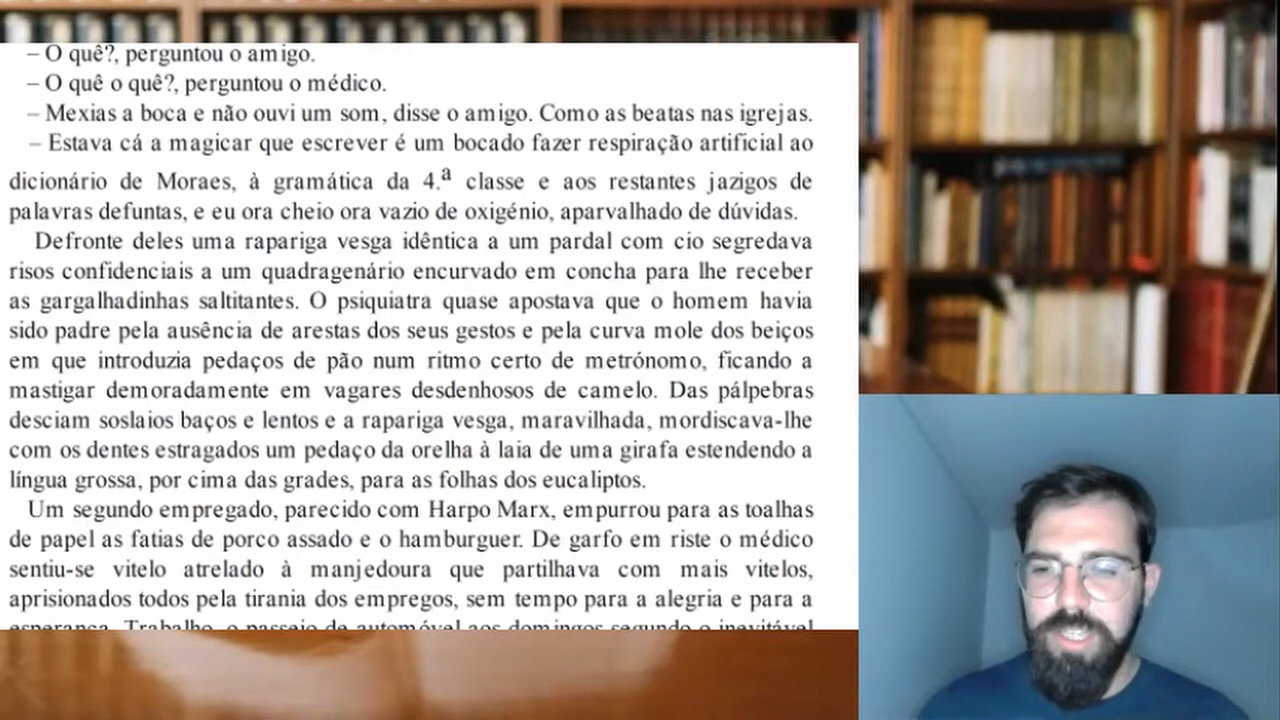 – O quê?, perguntou o amigo.
– O quê o quê?, perguntou o médico.
– Mexias a boca e não ouvi um som, disse o amigo. Como as beatas nas igrejas.
– Estava cá a magicar que escrever é um bocado fazer respiração artificial ao
dicionário de Moraes, à gramática da 4.ª classe e aos restantes jazigos de
palavras defuntas, e eu ora cheio ora vazio de oxigénio, aparvalhado de dúvidas.
Defronte deles uma rapariga vesga idêntica a um pardal com cio segredava
risos confidenciais a um quadragenário encurvado em concha para lhe receber
as gargalhadinhas saltitantes. O psiquiatra quase apostava que o homem havia
sido padre pela ausência de arestas dos seus gestos e pela curva mole dos beiços
em que introduzia pedaços de pão num ritmo certo de metrónomo, ficando a
mastigar demoradamente em vagares desdenhosos de camelo. Das pálpebras
desciam soslaios baços e lentos e a rapariga vesga, maravilhada, mordiscava-lhe
com os dentes estragados um pedaço da orelha à laia de uma girafa estendendo a
língua grossa, por cima das grades, para as folhas dos eucaliptos.
Um segundo empregado, parecido com Harpo Marx, empurrou para as toalhas
de papel as fatias de porco assado e o hamburguer. De garfo em riste o médico
sentiu-se vitelo atrelado à manjedoura que partilhava com mais vitelos,
aprisionados todos pela tirania dos empregos, sem tempo para a alegria e para a
esperança. Trabalho, o passeio de automóvel aos domingos segundo o inevitável